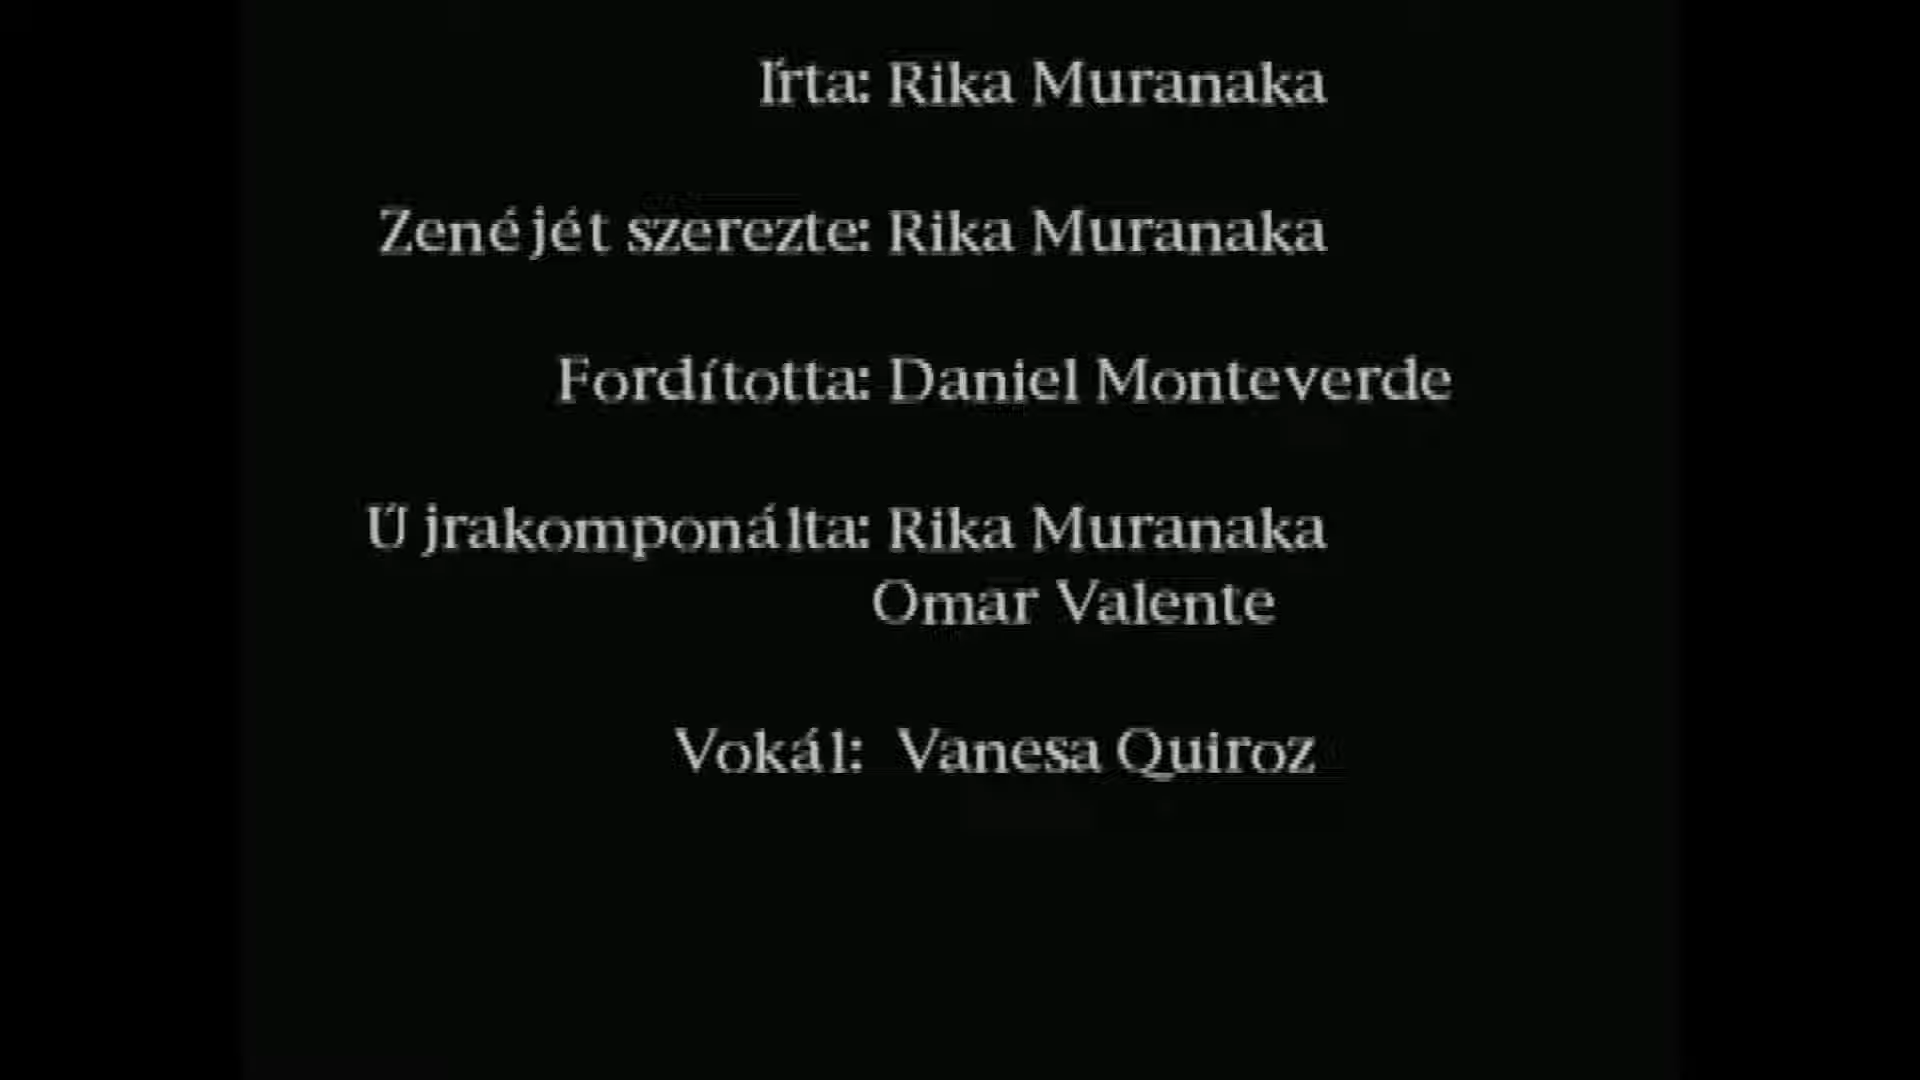 Írta: Rika Muranaka
Zenéjét szerezte: Rika Muranaka
Fordította: Daniel Monteverde
Újrakomponálta: Rika Muranaka
Omar Valente
Vokál: Vanesa Quiroz